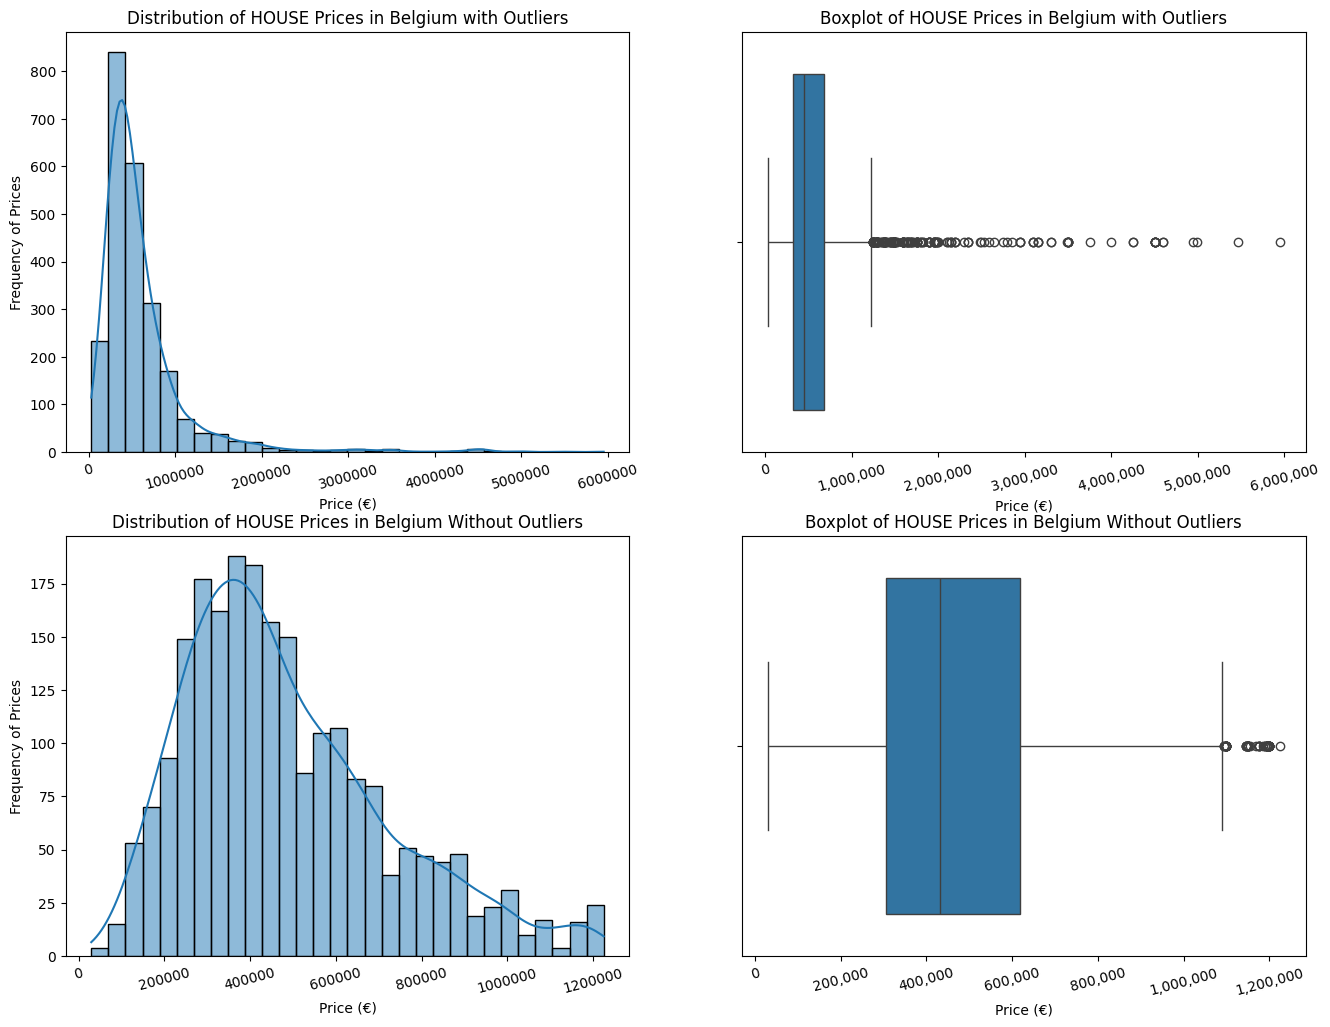 Distribution of HOUSE Prices in Belgium with Outliers
Frequency of Prices
800
700
600
500
400
300
200
100
0
0 1000000 2000000 3000000 4000000 5000000 6000000
Price (€)
Boxplot of HOUSE Prices in Belgium with Outliers
0 1,000,000 2,000,000 3,000,000 4,000,000 5,000,000 6,000,000
Price (€)
Distribution of HOUSE Prices in Belgium Without Outliers
Frequency of Prices
175
150
125
100
75
50
25
0
0 200000 400000 600000 800000 1000000 1200000
Price (€)
Boxplot of HOUSE Prices in Belgium Without Outliers
0 200,000 400,000 600,000 800,000 1,000,000 1,200,000
Price (€)